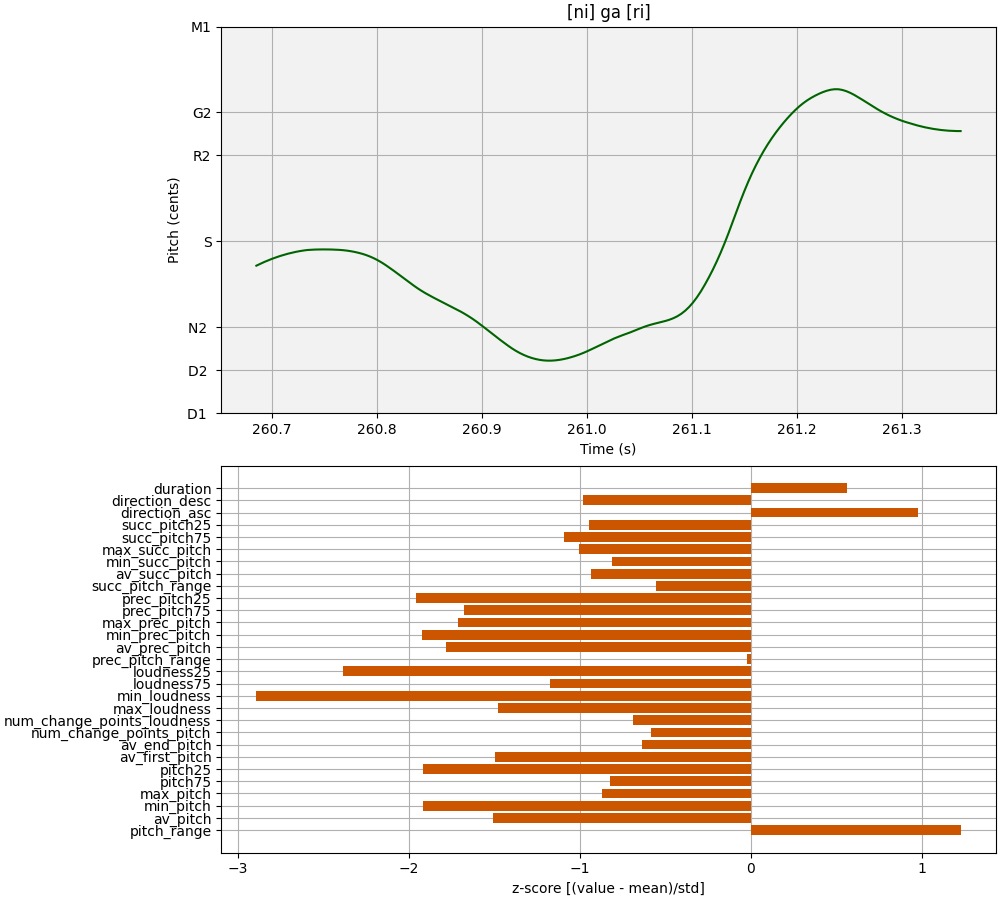 [ni] ga [ri]
M1
G2
R2
S
N2
D2
D1
Pitch (cents)
260.7 260.8 260.9 261.0 261.1 261.2 261.3
Time (s)
duration
direction_desc
direction_asc
succ_pitch25
succ_pitch75
max_succ_pitch
min_succ_pitch
av_succ_pitch
succ_pitch_range
prec_pitch25
prec_pitch75
max_prec_pitch
min_prec_pitch
av_prec_pitch
prec_pitch_range
loudness25
loudness75
min_loudness
max_loudness
num_change_points_loudness
num_change_points_pitch
av_end_pitch
av_first_pitch
pitch25
pitch75
max_pitch
min_pitch
av_pitch
pitch_range
−3 −2 −1 0 1
z-score [(value - mean)/std]